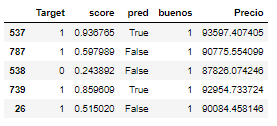 Target score pred buenos Precio
537 1 0.936765 True 1 93597.407405
787 1 0.597989 False 1 90775.554099
538 0 0.243892 False 1 87826.074246
739 1 0.859609 True 1 92954.733724
26 1 0.515020 False 1 90084.458146